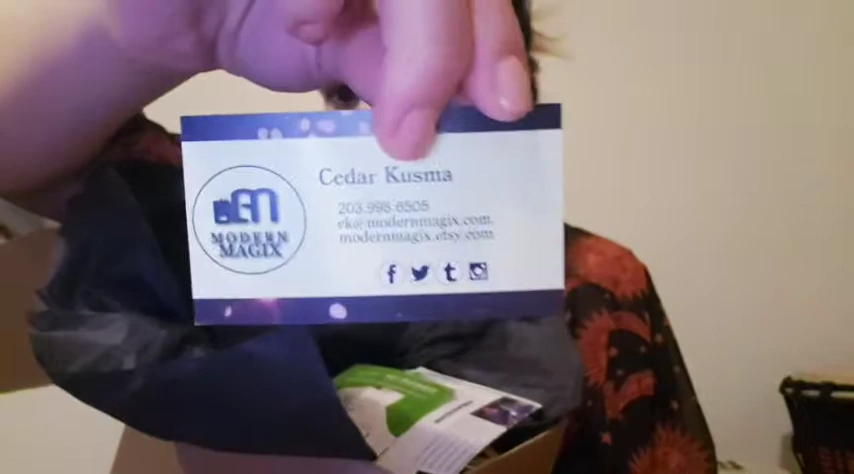 Cedar Kusma
203.998.6505
ck@modernmagix.com
modernmagix.etsy.com
MODERN
MAGIX